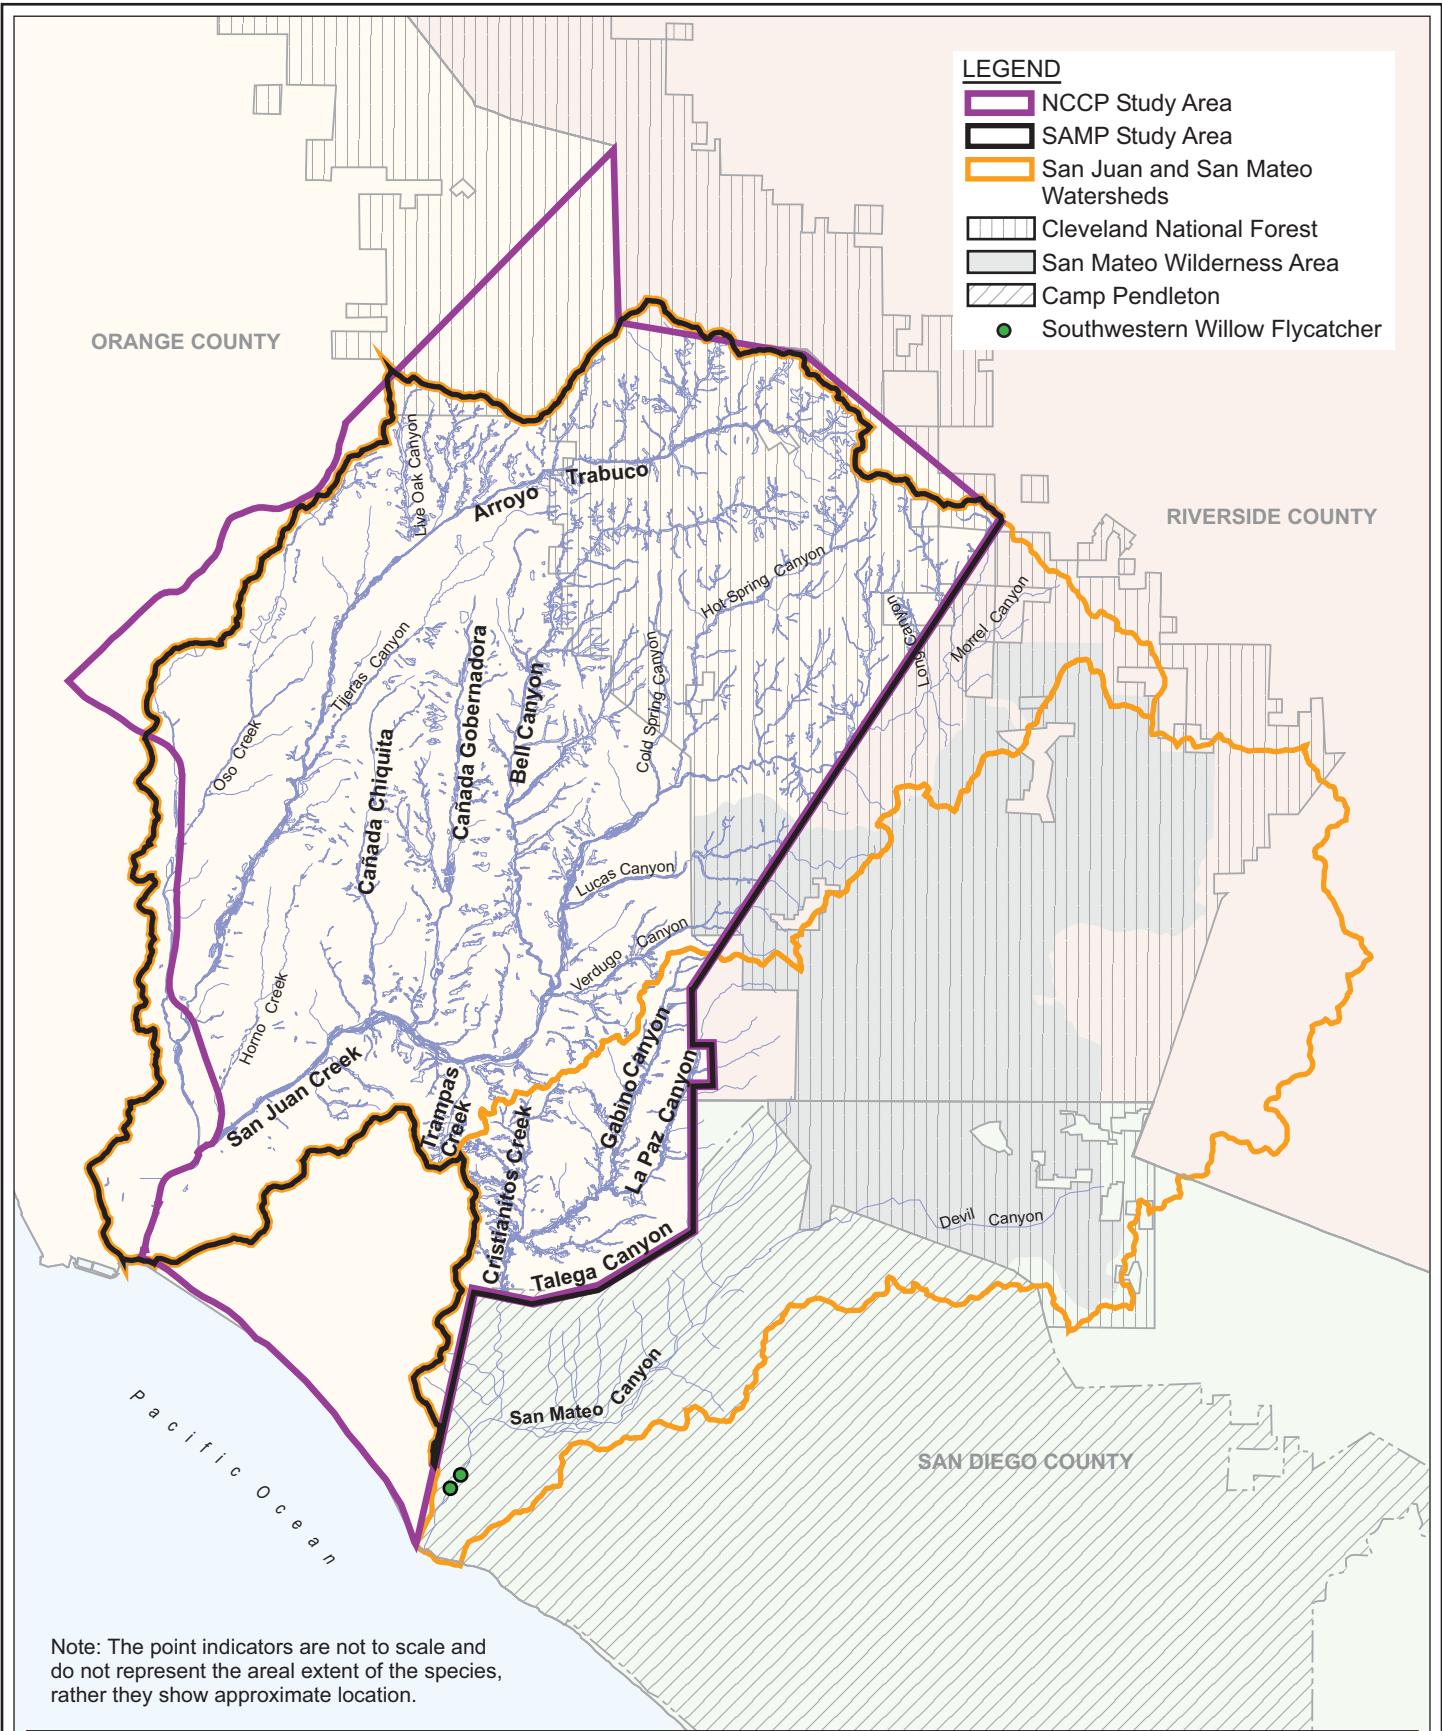 LEGEND
NCCP Study Area
SAMP Study Area
San Juan and San Mateo
Watersheds
Cleveland National Forest
San Mateo Wilderness Area
Camp Pendleton
Southwestern Willow Flycatcher
ORANGE COUNTY
RIVERSIDE COUNTY
Live Oak Canyon
Arroyo Trabuco
Hot Spring Canyon
Long Canyon
Morrel Canyon
Tijeras Canyon
Cold Spring Canyon
Oso Creek
Cañada Chiquita
Cañada Gobernadora
Bell Canyon
Lucas Canyon
Verdugo Canyon
Horno Creek
San Juan Creek
Trampas
Creek
Cristianitos Creek
Gabino Canyon
La Paz Canyon
Talega Canyon
Devil Canyon
San Mateo Canyon
SAN DIEGO COUNTY
Pacific Ocean
Note: The point indicators are not to scale and
do not represent the areal extent of the species,
rather they show approximate location.